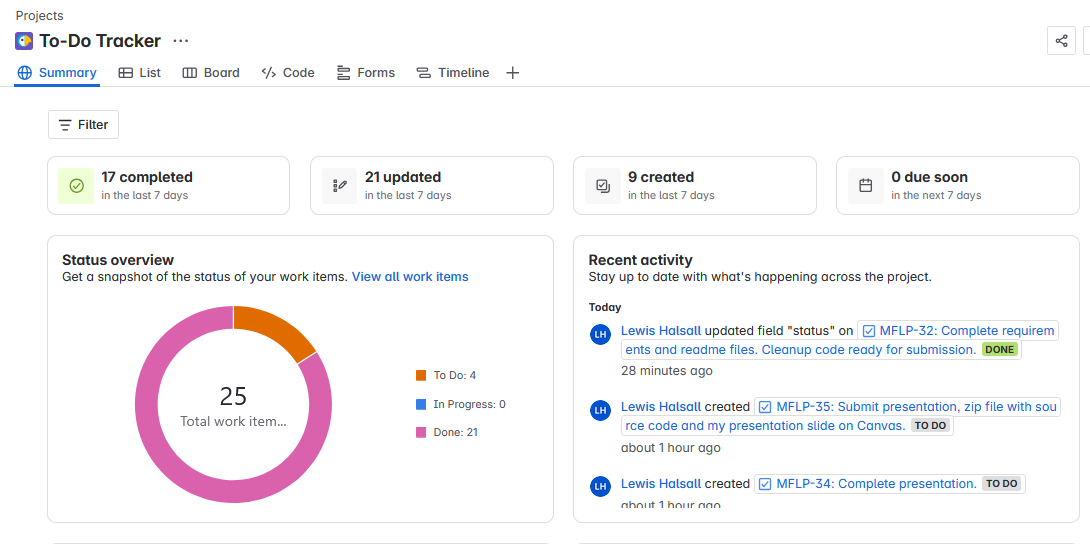 Projects
To-Do Tracker
Summary List Board Code Forms Timeline
Filter
17 completed
in the last 7 days
21 updated
in the last 7 days
9 created
in the last 7 days
0 due soon
in the next 7 days
Status overview
Get a snapshot of the status of your work items. View all work items
25
Total work item...
To Do: 4
In Progress: 0
Done: 21
Recent activity
Stay up to date with what's happening across the project.
Today
LH Lewis Halsall updated field "status" on MFLP-32: Complete requirem
ents and readme files. Cleanup code ready for submission. DONE
28 minutes ago
LH Lewis Halsall created MFLP-35: Submit presentation, zip file with sou
rce code and my presentation slide on Canvas. TO DO
about 1 hour ago
LH Lewis Halsall created MFLP-34: Complete presentation. TO DO
about 1 hour ago